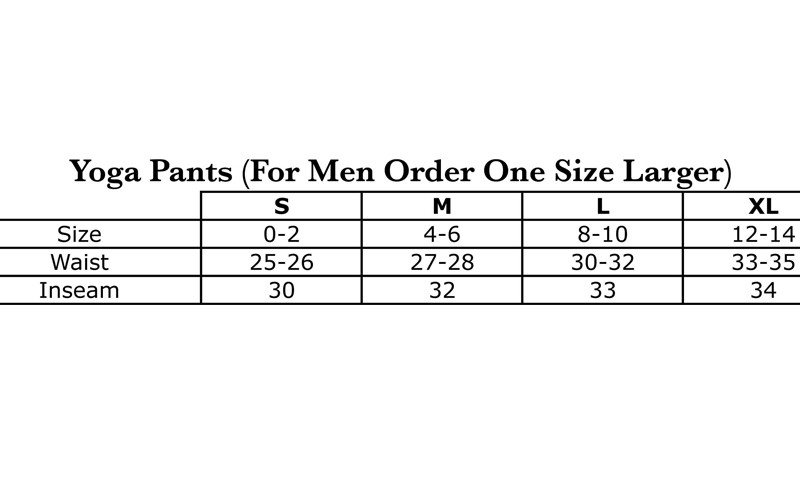 Yoga Pants (For Men Order One Size Larger)
S M L XL
Size 0-2 4-6 8-10 12-14
Waist 25-26 27-28 30-32 33-35
Inseam 30 32 33 34